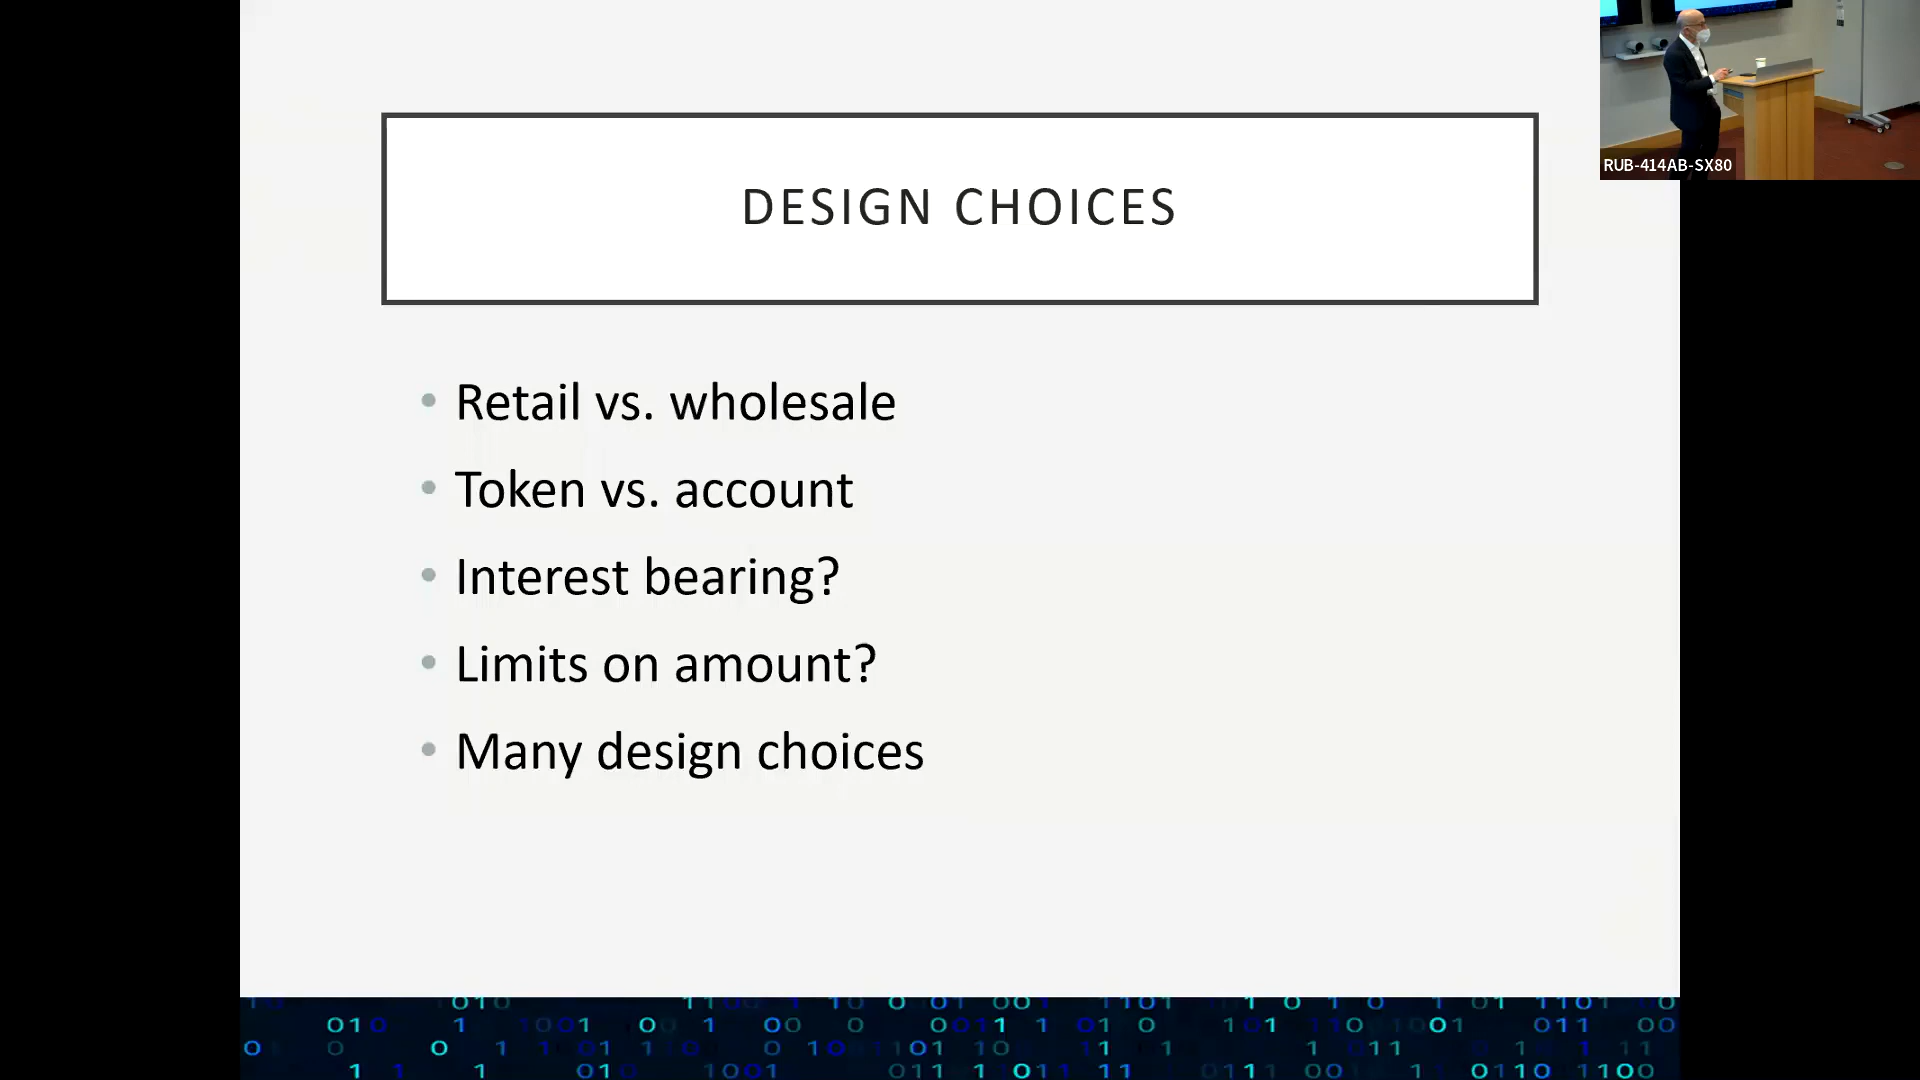 DESIGN CHOICES
RUB-414AB-SX80
• Retail vs. wholesale
• Token vs. account
• Interest bearing?
• Limits on amount?
• Many design choices